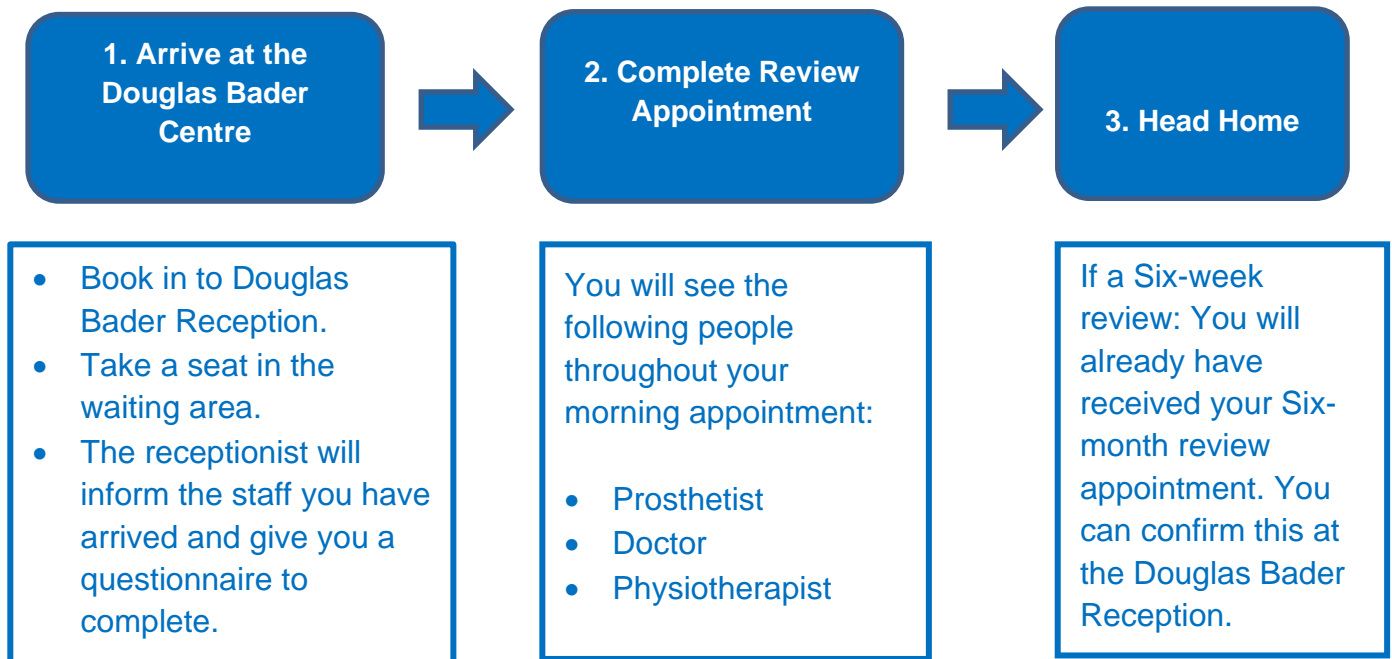 1. Arrive at the
Douglas Bader
Centre
2. Complete Review
Appointment
3. Head Home
• Book in to Douglas
Bader Reception.
• Take a seat in the
waiting area.
• The receptionist will
inform the staff you have
arrived and give you a
questionnaire to
complete.
You will see the
following people
throughout your
morning appointment:
• Prosthetist
• Doctor
• Physiotherapist
If a Six-week
review: You will
already have
received your Six-
month review
appointment. You
can confirm this at
the Douglas Bader
Reception.